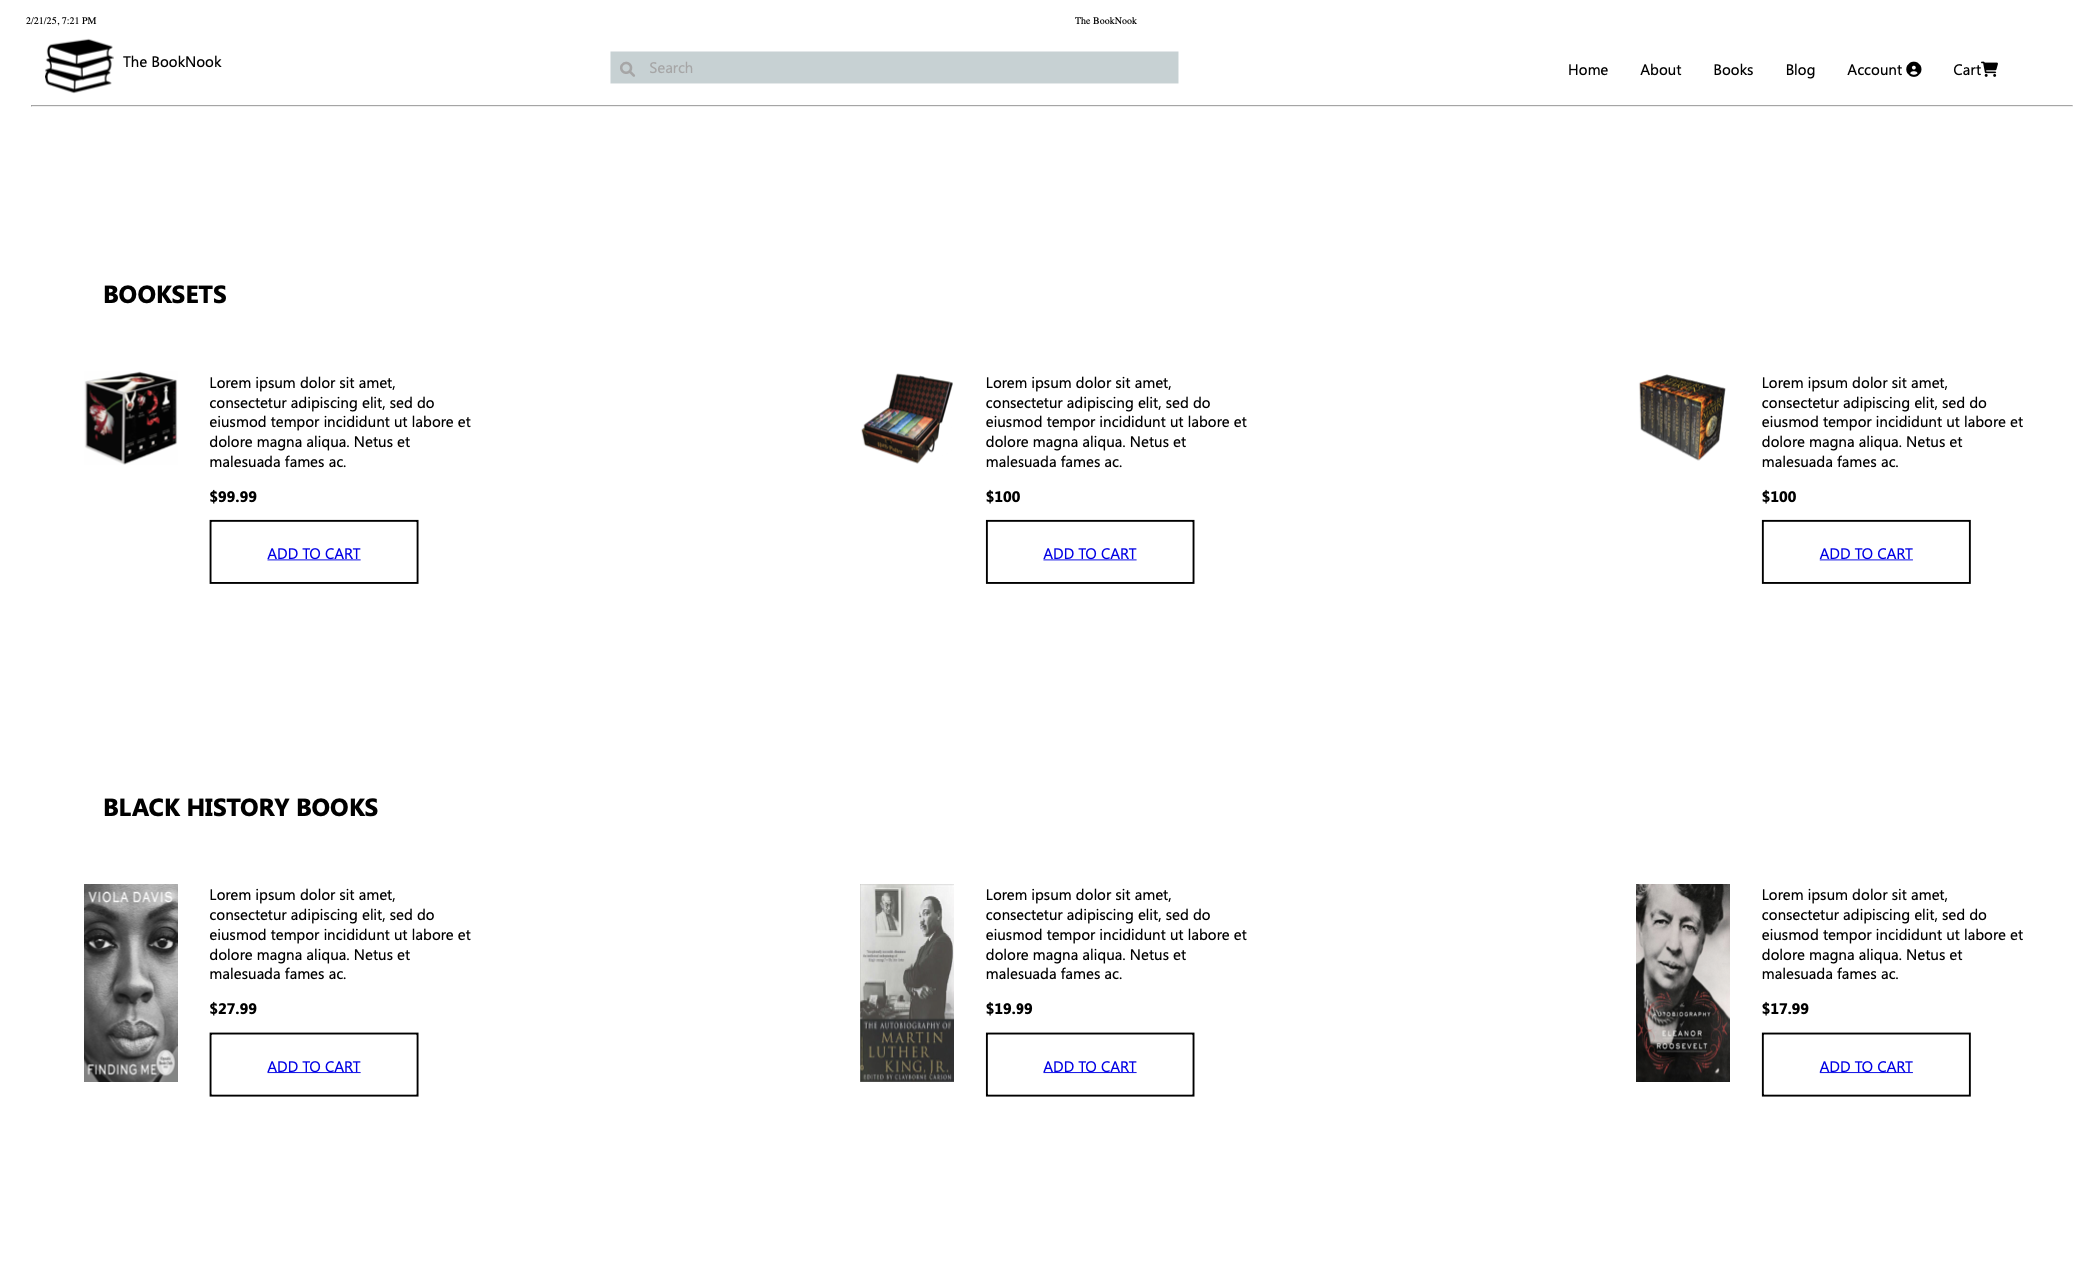 2/21/25, 7:21 PM
The BookNook
The BookNook
Search
Home
About
Books
Blog
Account
Cart
BOOKSETS
Lorem ipsum dolor sit amet,
consectetur adipiscing elit, sed do
eiusmod tempor incididunt ut labore et
dolore magna aliqua. Netus et
malesuada fames ac.
$99.99
ADD TO CART
Lorem ipsum dolor sit amet,
consectetur adipiscing elit, sed do
eiusmod tempor incididunt ut labore et
dolore magna aliqua. Netus et
malesuada fames ac.
$100
ADD TO CART
Lorem ipsum dolor sit amet,
consectetur adipiscing elit, sed do
eiusmod tempor incididunt ut labore et
dolore magna aliqua. Netus et
malesuada fames ac.
$100
ADD TO CART
BLACK HISTORY BOOKS
VIOLA DAVIS
FINDING ME
Lorem ipsum dolor sit amet,
consectetur adipiscing elit, sed do
eiusmod tempor incididunt ut labore et
dolore magna aliqua. Netus et
malesuada fames ac.
$27.99
ADD TO CART
THE AUTOBIOGRAPHY OF
MARTIN
LUTHER
KING, JR.
EDITED BY CLAYBORNE CARSON
Lorem ipsum dolor sit amet,
consectetur adipiscing elit, sed do
eiusmod tempor incididunt ut labore et
dolore magna aliqua. Netus et
malesuada fames ac.
$19.99
ADD TO CART
AUTOBIOGRAPHY
ELEANOR
ROOSEVELT
Lorem ipsum dolor sit amet,
consectetur adipiscing elit, sed do
eiusmod tempor incididunt ut labore et
dolore magna aliqua. Netus et
malesuada fames ac.
$17.99
ADD TO CART